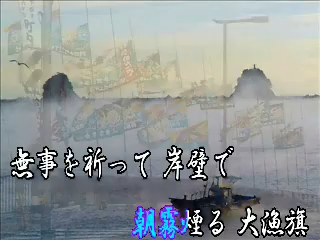 無事を祈って 岸壁で
朝霧煙る 大漁旗